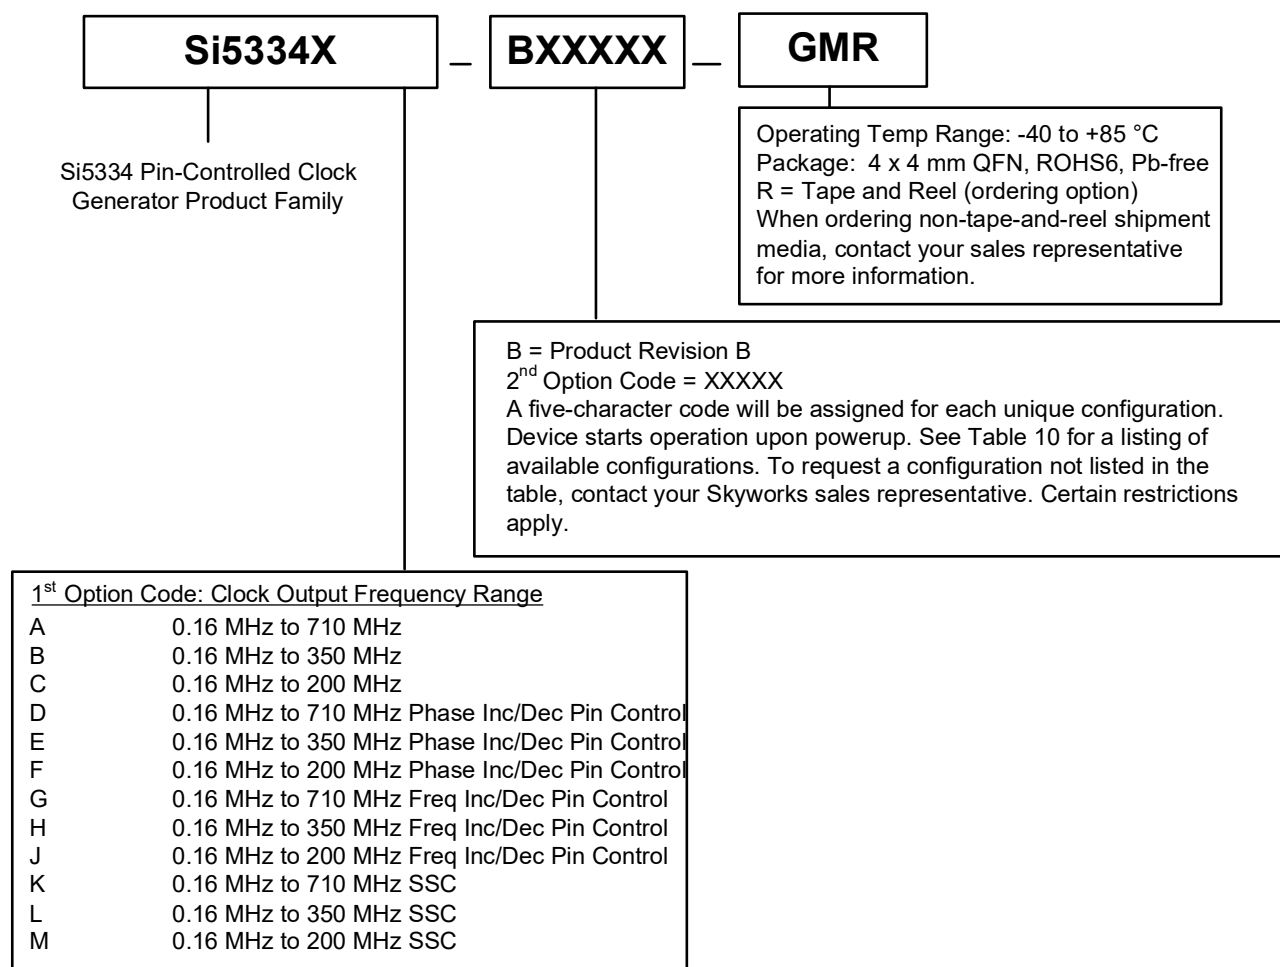 Si5334X – BXXXXX – GMR
Si5334 Pin-Controlled Clock
Generator Product Family
Operating Temp Range: -40 to +85 °C
Package:  4 x 4 mm QFN, ROHS6, Pb-free
R = Tape and Reel (ordering option)
When ordering non-tape-and-reel shipment
media, contact your sales representative
for more information.
B = Product Revision B
2nd Option Code = XXXXX
A five-character code will be assigned for each unique configuration.
Device starts operation upon powerup. See Table 10 for a listing of
available configurations. To request a configuration not listed in the
table, contact your Skyworks sales representative. Certain restrictions
apply.
1st Option Code: Clock Output Frequency Range
A 0.16 MHz to 710 MHz
B 0.16 MHz to 350 MHz
C 0.16 MHz to 200 MHz
D 0.16 MHz to 710 MHz Phase Inc/Dec Pin Control
E 0.16 MHz to 350 MHz Phase Inc/Dec Pin Control
F 0.16 MHz to 200 MHz Phase Inc/Dec Pin Control
G 0.16 MHz to 710 MHz Freq Inc/Dec Pin Control
H 0.16 MHz to 350 MHz Freq Inc/Dec Pin Control
J 0.16 MHz to 200 MHz Freq Inc/Dec Pin Control
K 0.16 MHz to 710 MHz SSC
L 0.16 MHz to 350 MHz SSC
M 0.16 MHz to 200 MHz SSC